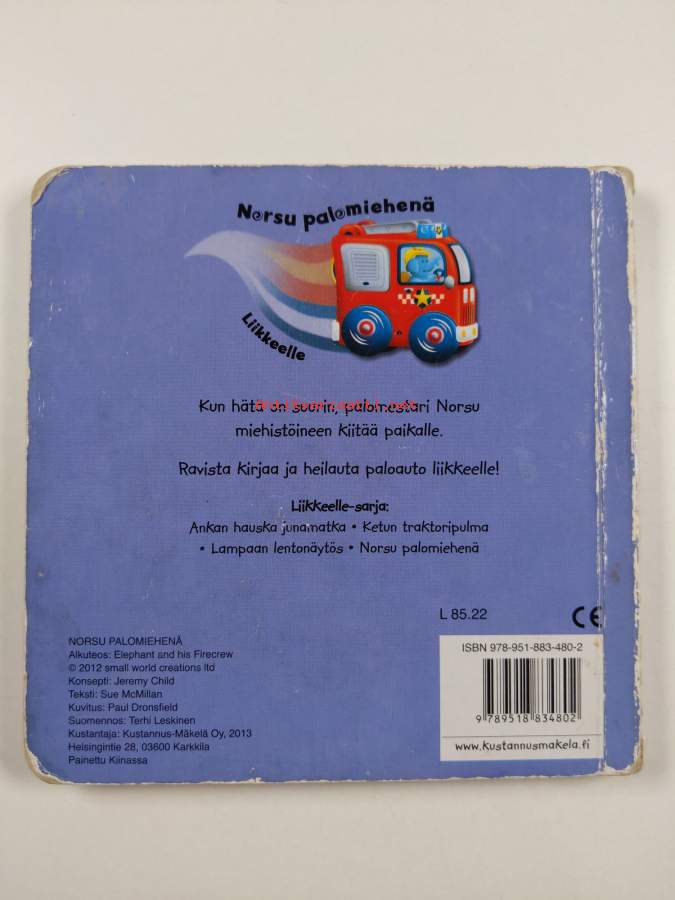 Norsu palomiehenä
Liikkeelle
Kun hätä on suurin, palomestari Norsu
miehistöineen kiitää paikalle.
Ravista kirjaa ja heilauta paloauto liikkeelle!
Liikkeelle-sarja:
Ankan hauska junamatka • Ketun traktoripulma
• Lampaan lentonäytös • Norsu palomiehenä
L 85.22
CE
NORSU PALOMIEHENÄ
Alkuteos: Elephant and his Firecrew
© 2012 small world creations ltd
Konsepti: Jeremy Child
Teksti: Sue McMillan
Kuvitus: Paul Dronsfield
Suomennos: Terhi Leskinen
Kustantaja: Kustannus-Mäkelä Oy, 2013
Helsingintie 28, 03600 Karkkila
Painettu Kiinassa
ISBN 978-951-883-480-2
9 789518 834802
www.kustannusmakela.fi